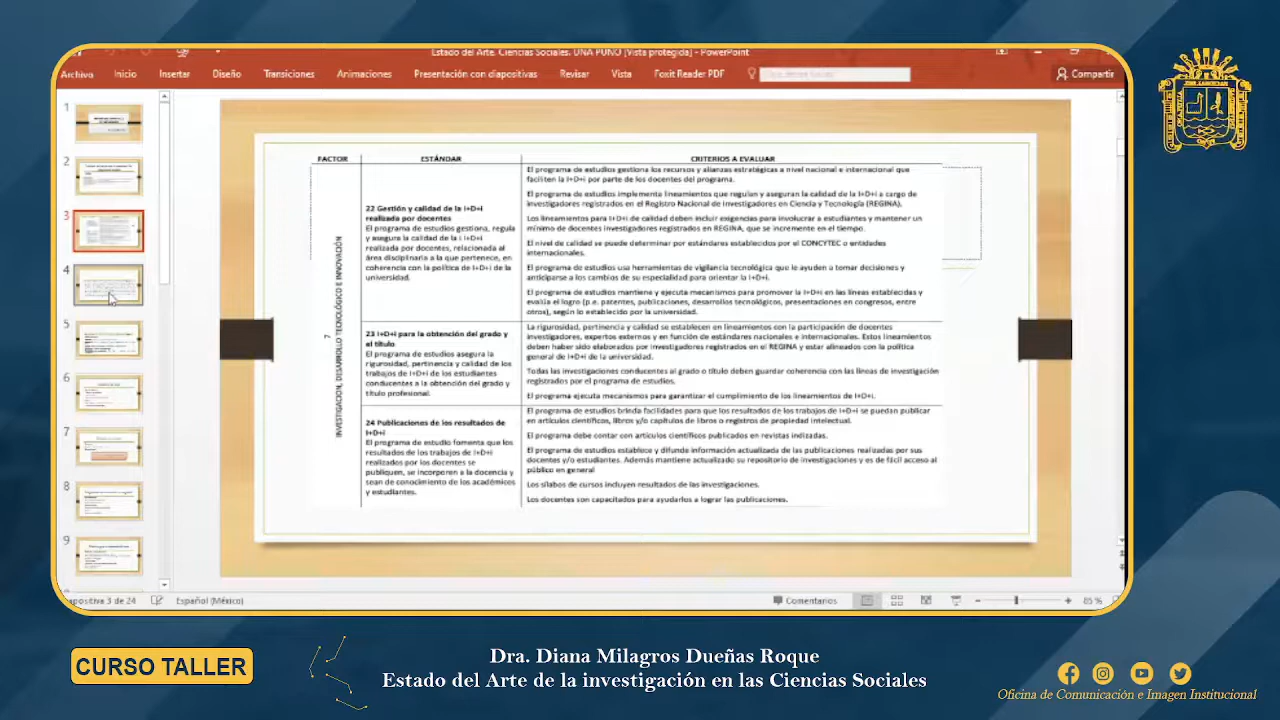 Estado del Arte. Ciencias Sociales. UNA PUNO [Vista protegida] - PowerPoint
Archivo Inicio Insertar Diseño Transiciones Animaciones Presentación con diapositivas Revisar Vista Foxit Reader PDF Compartir
1
2
3
4
5
6
7
8
9
FACTOR ESTÁNDAR CRITERIOS A EVALUAR
7
INVESTIGACION, DESARROLLO TECNOLÓGICO E INNOVACIÓN
22 Gestión y calidad de la I+D+i
realizada por docentes
El programa de estudios gestiona, regula
y asegura la calidad de la I+D+i
realizada por docentes, relacionada al
área disciplinaria a la que pertenece, en
coherencia con la política de I+D+i de la
universidad.
El programa de estudios gestiona los recursos y alianzas estratégicas a nivel nacional e internacional que
faciliten la I+D+i por parte de los docentes del programa.
El programa de estudios implementa lineamientos que regulan y aseguran la calidad de la I+D+i a cargo de
investigadores registrados en el Registro Nacional de Investigadores en Ciencia y Tecnología (REGINA).
Los lineamientos para I+D+i de calidad deben incluir exigencias para involucrar a estudiantes y mantener un
mínimo de docentes investigadores registrados en REGINA, que se incremente en el tiempo.
El nivel de calidad se puede determinar por estándares establecidos por el CONCYTEC o entidades
internacionales.
El programa de estudios usa herramientas de vigilancia tecnológica que le ayuden a tomar decisiones y
anticiparse a los cambios de su especialidad para orientar la I+D+i.
El programa de estudios mantiene y ejecuta mecanismos para promover la I+D+i en las líneas establecidas y
evalúa el logro (p.e. patentes, publicaciones, desarrollos tecnológicos, presentaciones en congresos, entre
otros), según lo establecido por la universidad.
23 I+D+i para la obtención del grado y
el título
El programa de estudios asegura la
rigurosidad, pertinencia y calidad de los
trabajos de I+D+i de los estudiantes
conducentes a la obtención del grado y
título profesional.
La rigurosidad, pertinencia y calidad se establecen en lineamientos con la participación de docentes
investigadores, expertos externos y en función de estándares nacionales e internacionales. Estos lineamientos
deben haber sido elaborados por investigadores registrados en el REGINA y estar alineados con la política
general de I+D+i de la universidad.
Todas las investigaciones conducentes al grado o título deben guardar coherencia con las líneas de investigación
registrados por el programa de estudios.
El programa ejecuta mecanismos para garantizar el cumplimiento de los lineamientos de I+D+i.
24 Publicaciones de los resultados de
I+D+i
El programa de estudio fomenta que los
resultados de los trabajos de I+D+i
realizados por los docentes se
publiquen, se incorporen a la docencia y
sean de conocimiento de los académicos
y estudiantes.
El programa de estudios brinda facilidades para que los resultados de los trabajos de I+D+i se puedan publicar
en artículos científicos, libros y/o capítulos de libros o registros de propiedad intelectual.
El programa debe contar con artículos científicos publicados en revistas indizadas.
El programa de estudios establece y difunde información actualizada de las publicaciones realizadas por sus
docentes y/o estudiantes. Además mantiene actualizado su repositorio de investigaciones y es de fácil acceso al
público en general
Los sílabos de cursos incluyen resultados de las investigaciones.
Los docentes son capacitados para ayudarlos a lograr las publicaciones.
apositiva 3 de 24 Español (México) Comentarios 85 %
CURSO TALLER
Dra. Diana Milagros Dueñas Roque
Estado del Arte de la investigación en las Ciencias Sociales
Oficina de Comunicación e Imagen Institucional